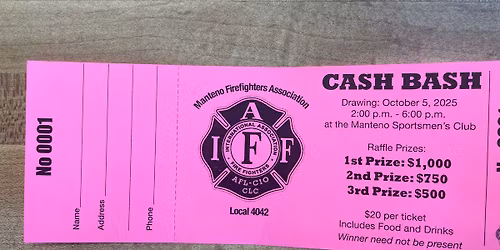 No 0001
Name
Address
Phone
Manteno Firefighters Association
I A F F
INTERNATIONAL ASSOCIATION
FIRE FIGHTERS
F
AFL-CIO
CLC
Local 4042
CASH BASH
Drawing: October 5, 2025
2:00 p.m. - 6:00 p.m.
at the Manteno Sportsmen's Club
Raffle Prizes:
1st Prize: $1,000
2nd Prize: $750
3rd Prize: $500
$20 per ticket
Includes Food and Drinks
Winner need not be present